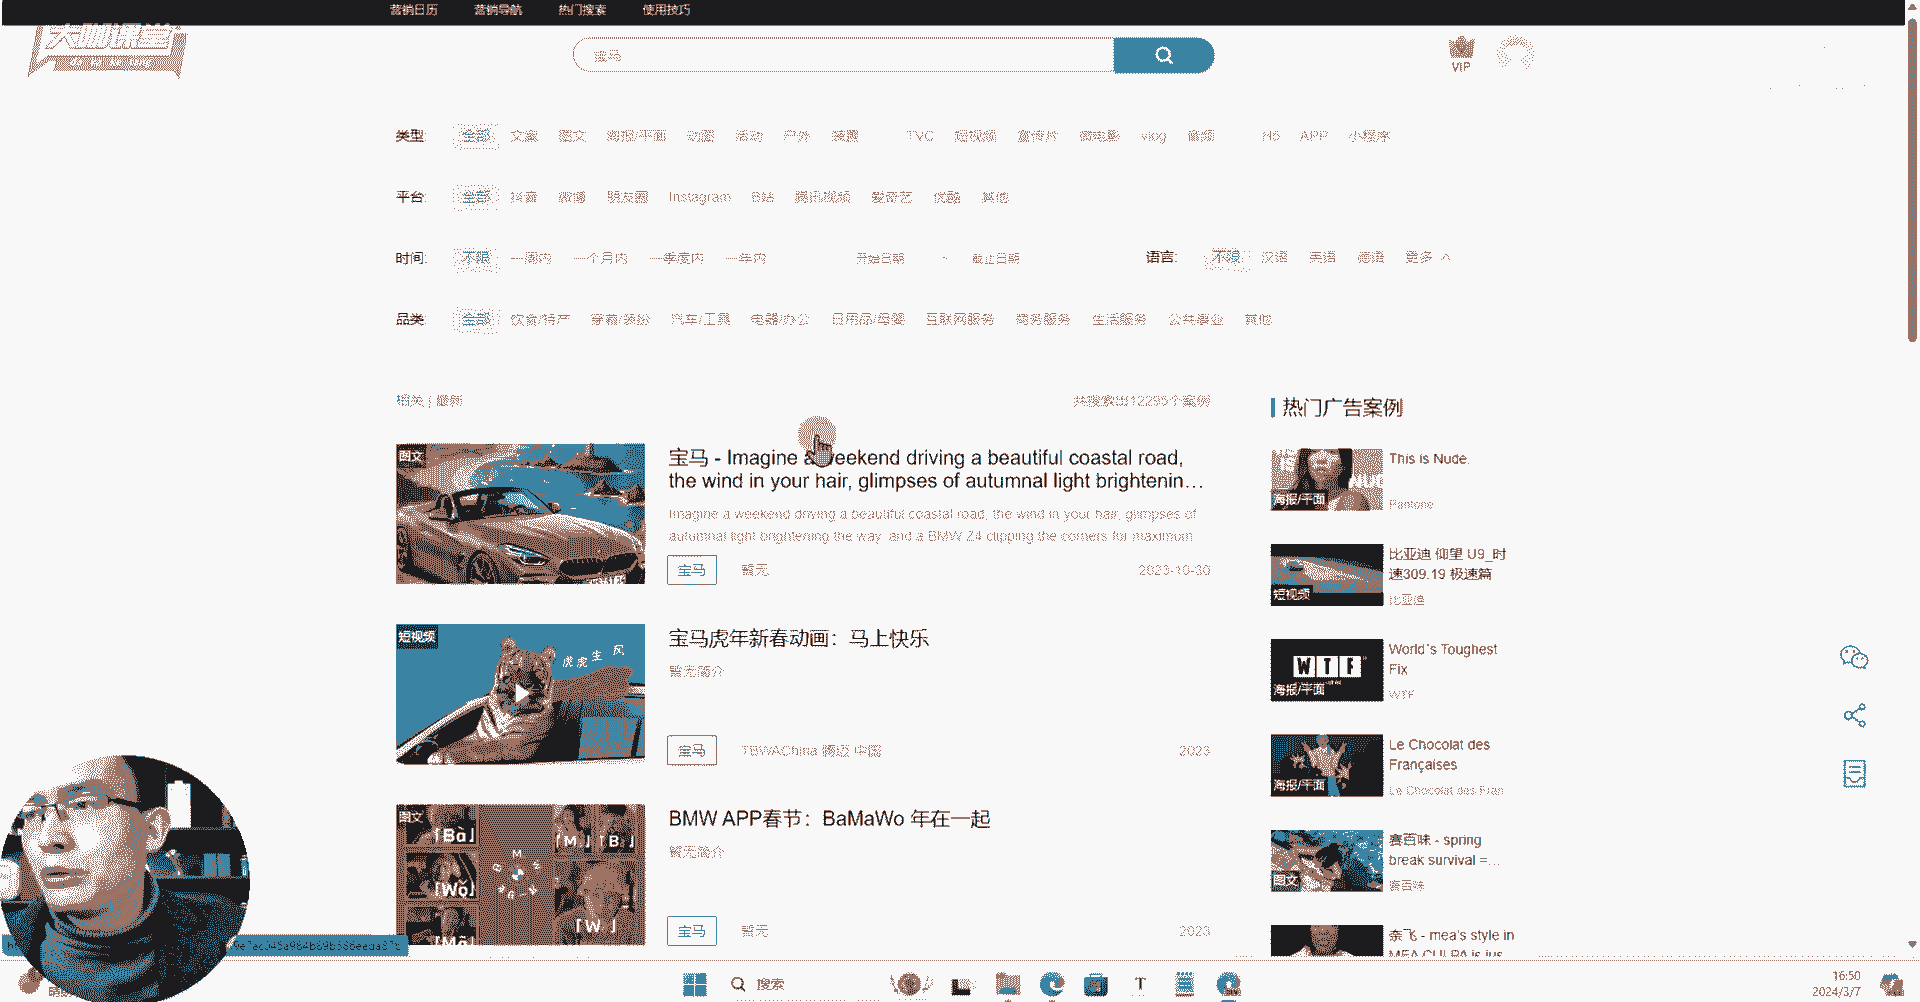 营销日历 营销导航 热门搜索 使用技巧
大咖课堂
宝马
VIP
类型: 全部 文案 图文 海报/平面 动图 活动 户外 装置 TVC 短视频 宣传片 微电影 vlog 音频 H5 APP 小程序
平台: 全部 抖音 微博 朋友圈 Instagram B站 腾讯视频 爱奇艺 优酷 其他
时间: 不限 一周内 一个月内 一季度内 一年内 开始日期 ~ 截止日期 语言: 不限 汉语 英语 德语 更多
品类: 全部 饮食/特产 穿着/装扮 汽车/工具 电器/办公 日用品/母婴 互联网服务 商务服务 生活服务 公共事业 其他
相关 | 最新 共搜索出12295个案例
图文
宝马 - Imagine a weekend driving a beautiful coastal road,
the wind in your hair, glimpses of autumnal light brightenin...
Imagine a weekend driving a beautiful coastal road, the wind in your hair, glimpses of
autumnal light brightening the way, and a BMW Z4 clipping the corners for maximum
宝马 暂无 2023-10-30
短视频
虎虎生风
宝马虎年新春动画：马上快乐
暂无简介
宝马 TBWAChina 腾迈 中国 2023
图文
「Bà」 「M」「B」
「Wǒ」
「W」
「Mǎ」
BMW APP春节：BaMaWo 年在一起
暂无简介
宝马 暂无 2023
热门广告案例
海报/平面
This is Nude.
Pantone
短视频
比亚迪 仰望 U9_时
速309.19 极速篇
比亚迪
WTF
海报/平面
World's Toughest
Fix
WTF
海报/平面
Le Chocolat des
Françaises
Le Chocolat des Fran
图文
赛百味 - spring
break survival =...
赛百味
奈飞 - mea's style in
MEA CULPA is jus
搜索
16:50
2024/3/7